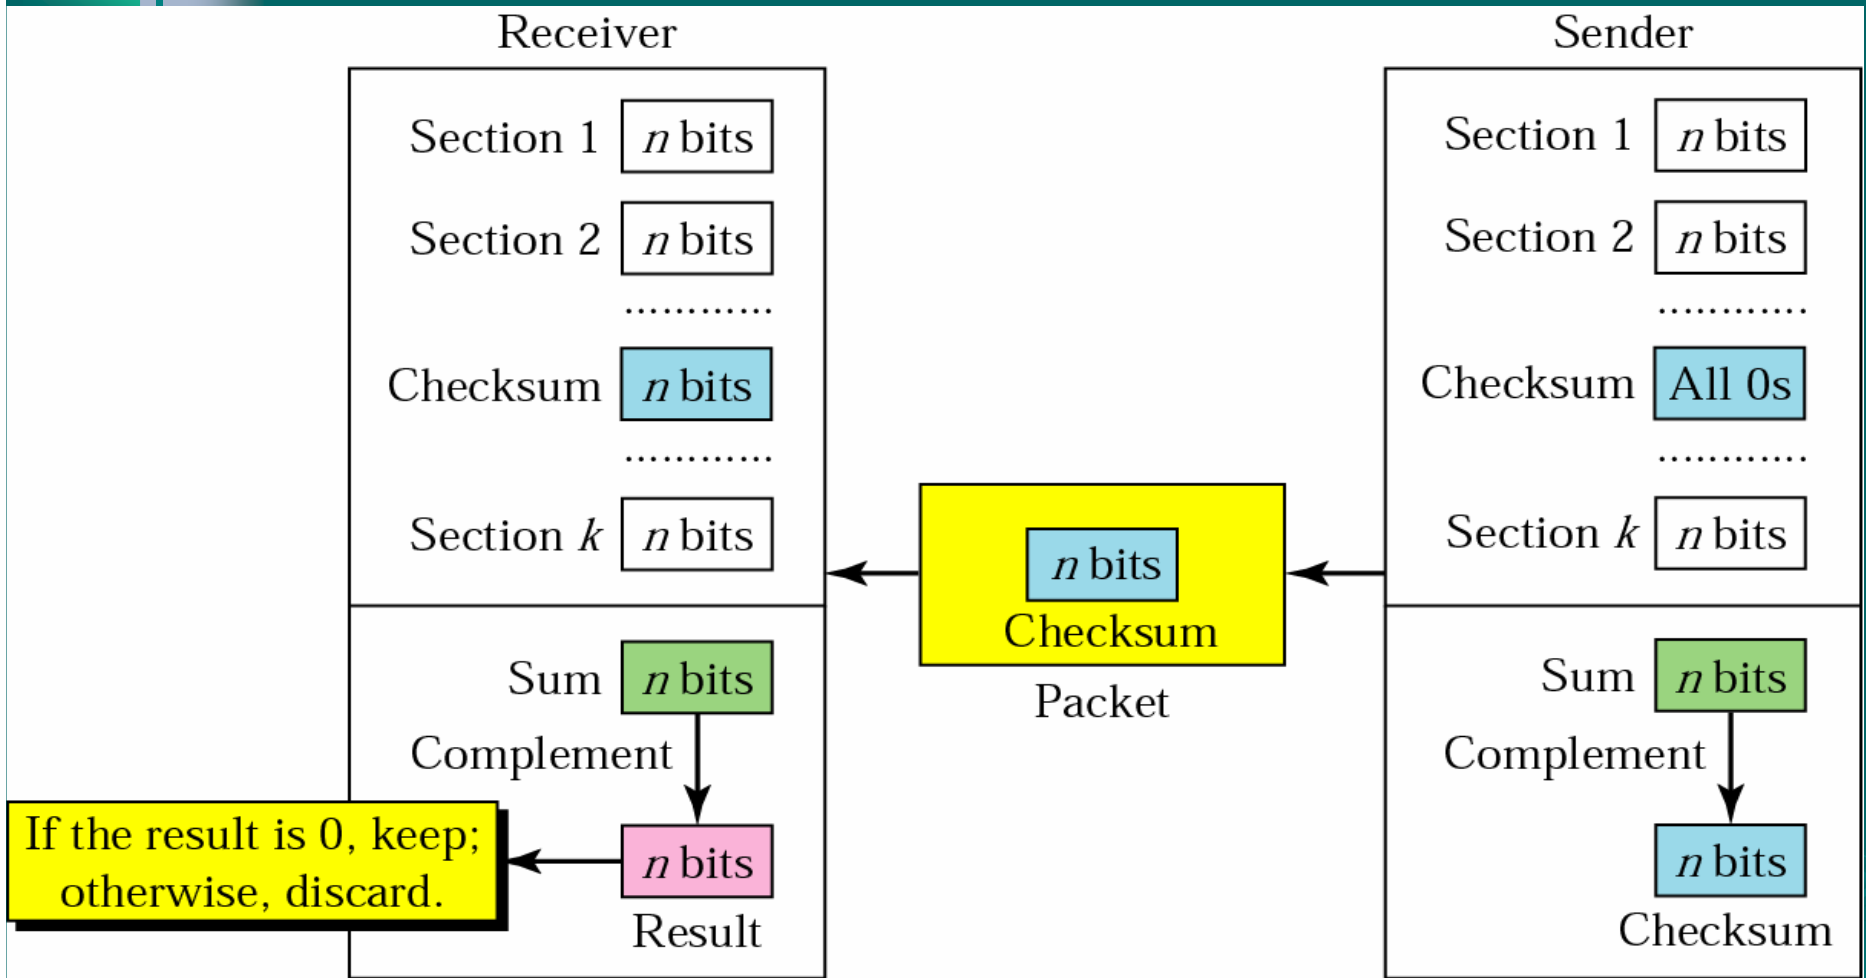 Receiver
Section 1 n bits
Section 2 n bits
............
Checksum n bits
............
Section k n bits
Sum n bits
Complement
n bits
Result
If the result is 0, keep;
otherwise, discard.
n bits
Checksum
Packet
Sender
Section 1 n bits
Section 2 n bits
............
Checksum All 0s
............
Section k n bits
Sum n bits
Complement
n bits
Checksum